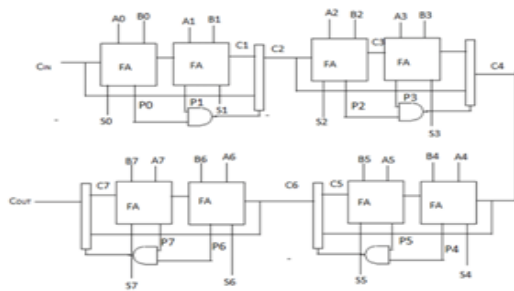 A0 B0 A1 B1 A2 B2 A3 B3
C1 C2 C3 C4
CIN FA FA FA FA
P0 P1 S1 P2 P3
S0 S2 S3
B7 A7 B6 A6 B5 A5 B4 A4
COUT C7 C6 C5
FA FA FA FA
P7 P6 P5 P4
S7 S6 S5 S4